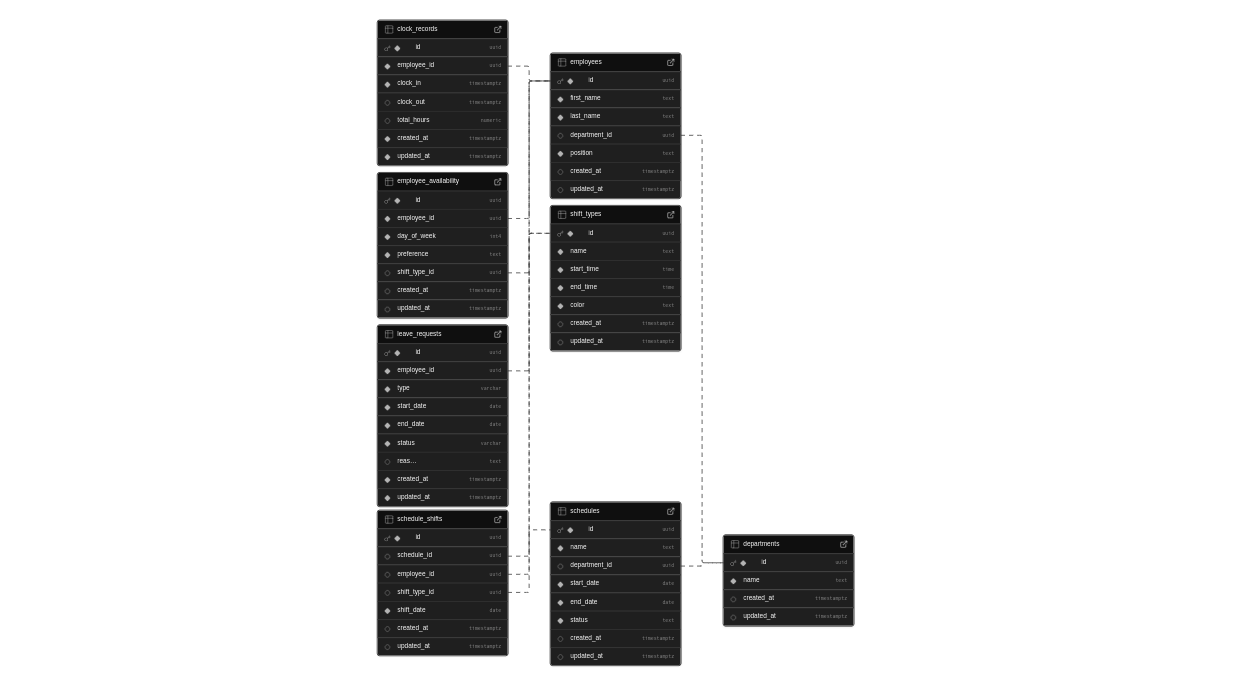 clock_records
id uuid
employee_id uuid
clock_in timestamptz
clock_out timestamptz
total_hours numeric
created_at timestamptz
updated_at timestamptz
employee_availability
id uuid
employee_id uuid
day_of_week int4
preference text
shift_type_id uuid
created_at timestamptz
updated_at timestamptz
leave_requests
id uuid
employee_id uuid
type varchar
start_date date
end_date date
status varchar
reas... text
created_at timestamptz
updated_at timestamptz
schedule_shifts
id uuid
schedule_id uuid
employee_id uuid
shift_type_id uuid
shift_date date
created_at timestamptz
updated_at timestamptz
employees
id uuid
first_name text
last_name text
department_id uuid
position text
created_at timestamptz
updated_at timestamptz
shift_types
id uuid
name text
start_time time
end_time time
color text
created_at timestamptz
updated_at timestamptz
schedules
id uuid
name text
department_id uuid
start_date date
end_date date
status text
created_at timestamptz
updated_at timestamptz
departments
id uuid
name text
created_at timestamptz
updated_at timestamptz